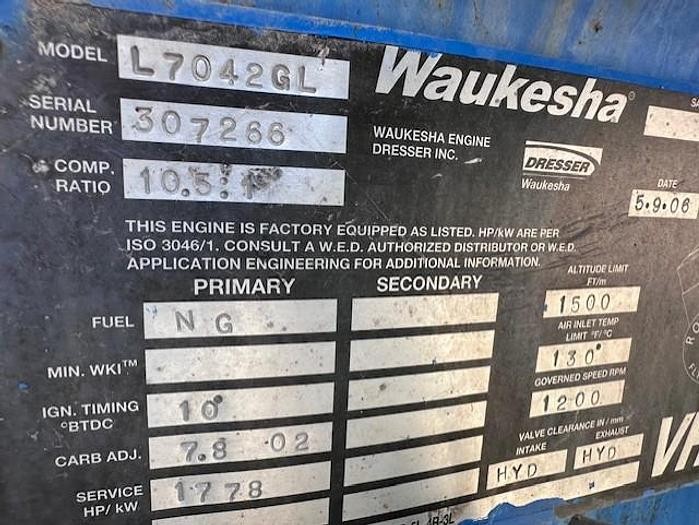 MODEL L7042GL
Waukesha
SERIAL NUMBER 307266
WAUKESHA ENGINE
DRESSER INC.
DRESSER
Waukesha
COMP. RATIO 10.5:1
DATE
5.9.06
THIS ENGINE IS FACTORY EQUIPPED AS LISTED. HP/kW ARE PER
ISO 3046/1. CONSULT A W.E.D. AUTHORIZED DISTRIBUTOR OR W.E.D.
APPLICATION ENGINEERING FOR ADDITIONAL INFORMATION.
PRIMARY SECONDARY
ALTITUDE LIMIT
FT/m
1500
FUEL NG
AIR INLET TEMP
LIMIT °F/°C
130°
MIN. WKI™
GOVERNED SPEED RPM
1200
IGN. TIMING
°BTDC 10°
CARB ADJ. 7.8 02
VALVE CLEARANCE IN / mm
INTAKE EXHAUST
HYD HYD
SERVICE
HP/ kW 1778